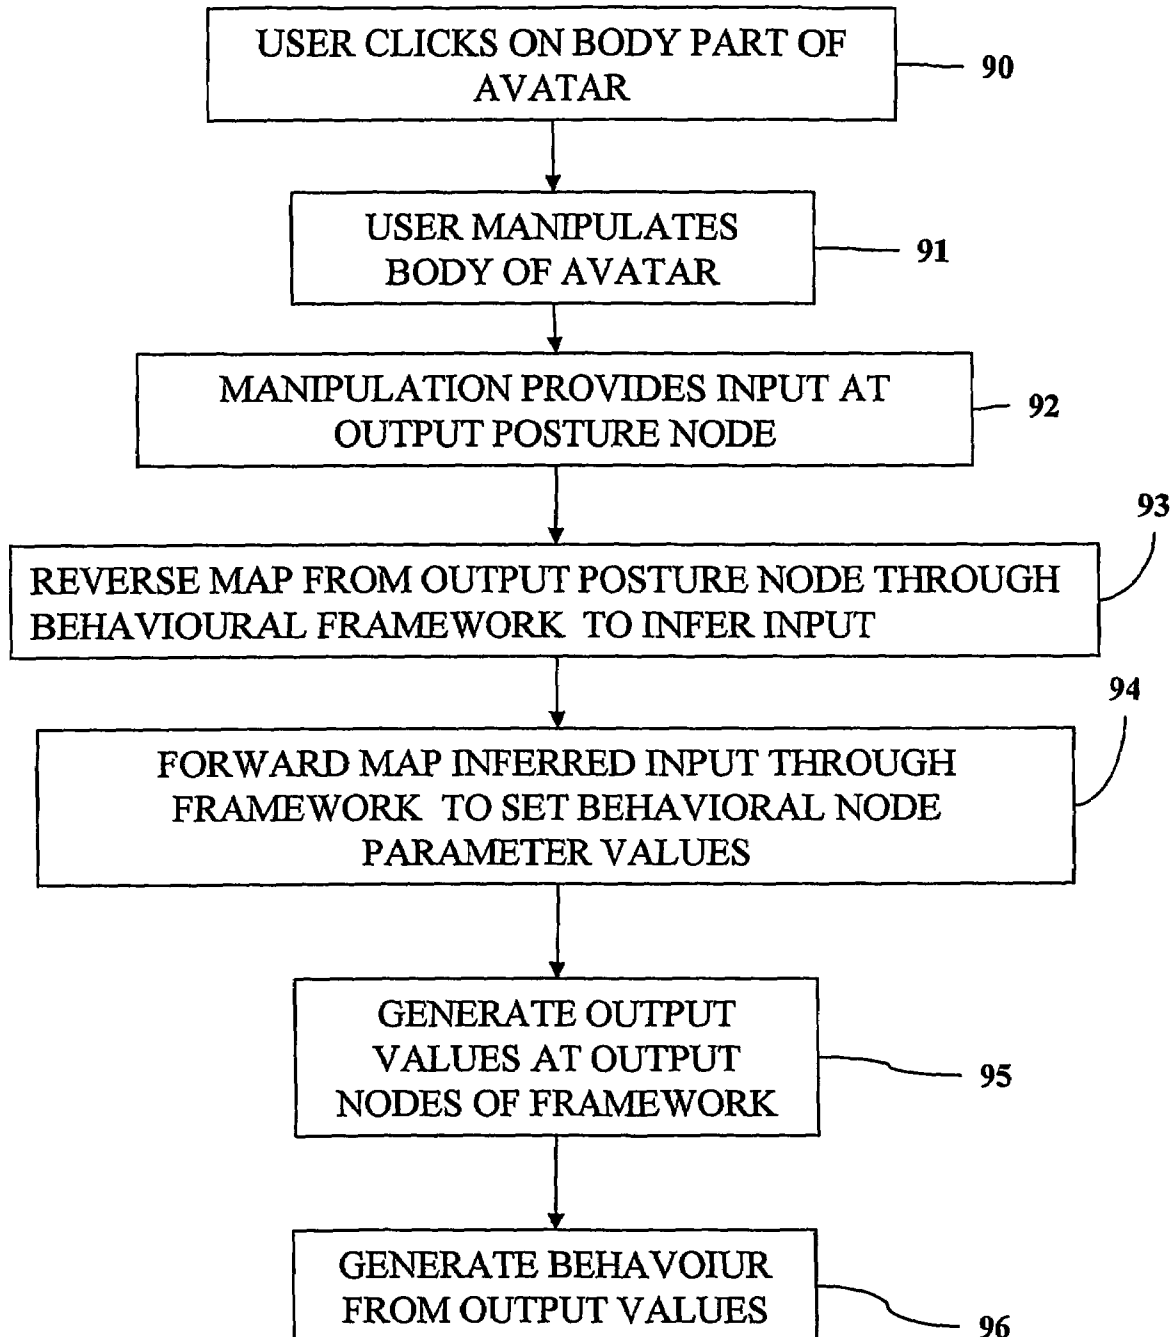 USER CLICKS ON BODY PART OF
AVATAR
90
USER MANIPULATES
BODY OF AVATAR
91
MANIPULATION PROVIDES INPUT AT
OUTPUT POSTURE NODE
92
93
REVERSE MAP FROM OUTPUT POSTURE NODE THROUGH
BEHAVIOURAL FRAMEWORK TO INFER INPUT
94
FORWARD MAP INFERRED INPUT THROUGH
FRAMEWORK TO SET BEHAVIORAL NODE
PARAMETER VALUES
GENERATE OUTPUT
VALUES AT OUTPUT
NODES OF FRAMEWORK
95
GENERATE BEHAVOIUR
FROM OUTPUT VALUES
96